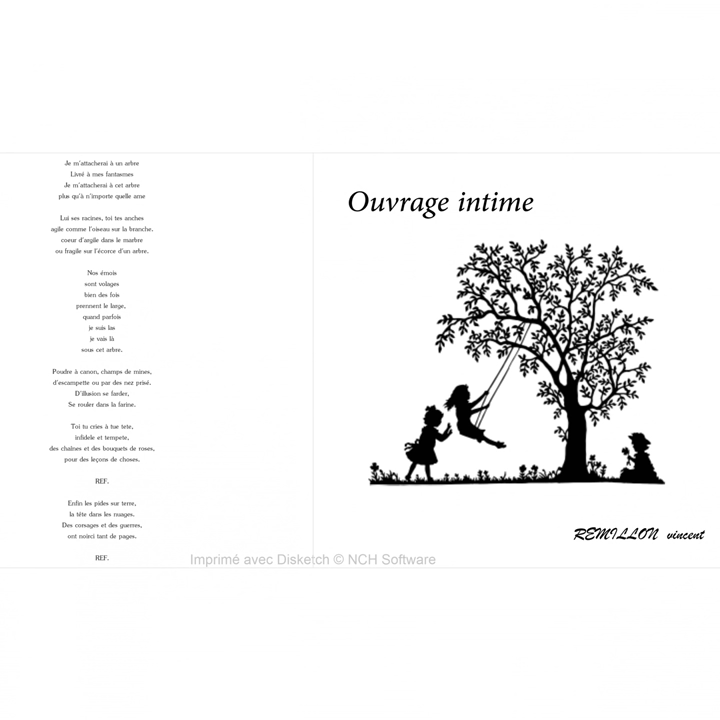 Je m'attacherai à un arbre
Livré à mes fantasmes
Je m'attacherai à cet arbre
plus qu'à n'importe quelle ame
Lui ses racines, toi tes anches
agile comme l'oiseau sur la branche.
coeur d'argile dans le marbre
ou fragile sur l'écorce d'un arbre.
Nos émois
sont volages
bien des fois
prennent le large,
quand parfois
je suis las
je vais là
sous cet arbre.
Poudre à canon, champs de mines,
d'escampette ou par des nez prisé.
D'illusion se farder,
Se rouler dans la farine.
Toi tu cries à tue tete,
infidele et tempete,
des chaînes et des bouquets de roses,
pour des leçons de choses.
REF.
Enfin les pides sur terre,
la tête dans les nuages.
Des corsages et des guerres,
ont noirci tant de pages.
REF.
Ouvrage intime
REMILLON vincent
Imprimé avec Disketch © NCH Software